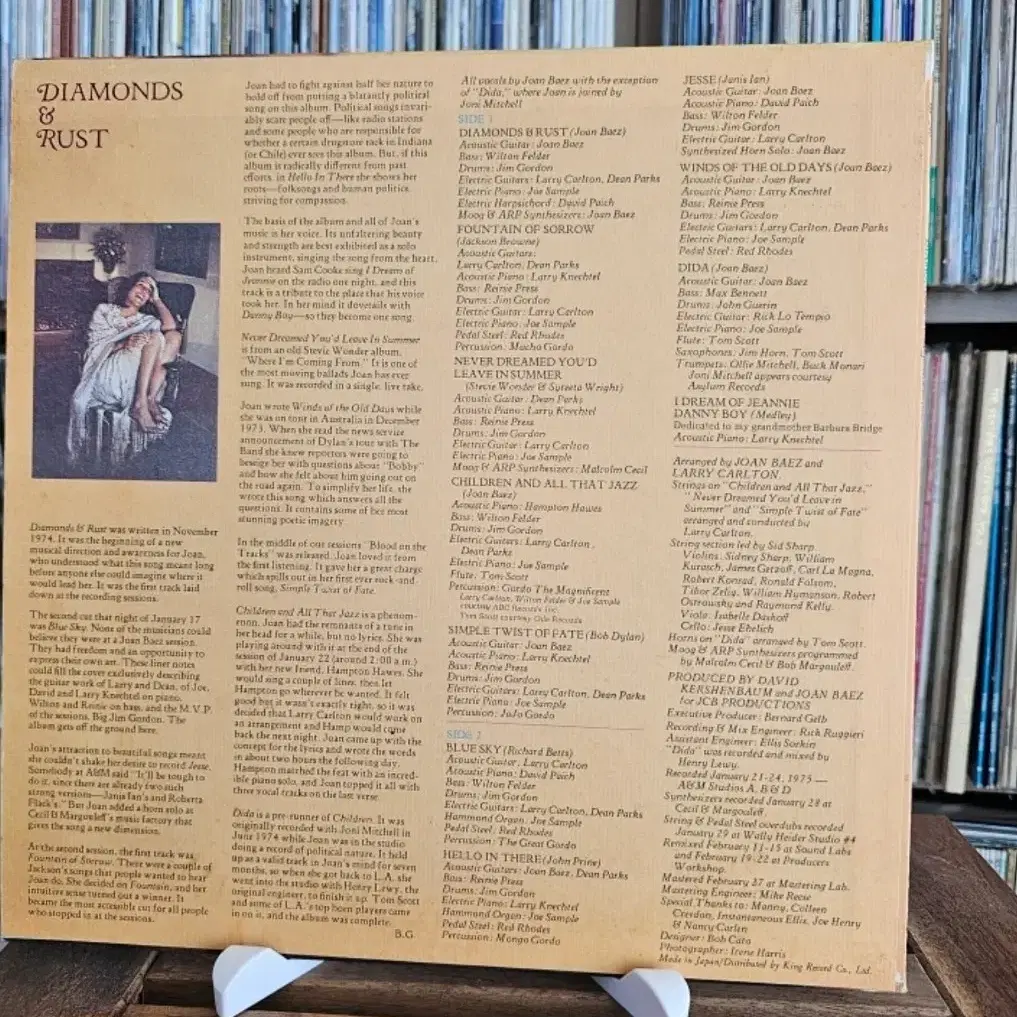 DIAMONDS
&
RUST
Diamonds & Rust was written in November
1974. It was the beginning of a new
musical direction and awareness for Joan,
who understood what this song meant long
before anyone else could imagine where it
would lead her. It was the first track laid
down at the recording sessions.
The second cut that night of January 17
was Blue Sky. None of the musicians could
believe they were at a Joan Baez session.
They had freedom and an opportunity to
express their own art. These liner notes
could fill the cover exclusively describing
the guitar work of Larry and Dean, of Joe,
David and Larry Knechtel on piano,
Wilton and Reinie on bass, and the M.V.P.
of the sessions, Big Jim Gordon. The
album gets off the ground here.
Joan's attraction to beautiful songs meant
she couldn't shake her desire to record Jesse.
Somebody at A&M said "It'll be tough to
do it, since there are already two such
strong versions—Janis Ian's and Roberta
Flack's." But Joan added a horn solo at
Cecil & Margouleff's music factory that
gives the song a new dimension.
At the second session, the first track was
Fountain of Sorrow. There were a couple of
Jackson's songs that people wanted to hear
Joan do. She decided on Fountain, and her
intuitive sense turned out a winner. It
became the most accessible cut for all people
who stopped in at the sessions.
Joan had to fight against half her nature to
hold off from putting a blatantly political
song on this album. Political songs invari-
ably scare people off—like radio stations
and some people who are responsible for
whether a certain drugstore rack in Indiana
(or Chile) ever sees this album. But, if this
album is radically different from past
efforts, in Hello In There she shows her
roots—folksongs and human politics,
striving for compassion.
The basis of the album and all of Joan's
music is her voice. Its unfaltering beauty
and strength are best exhibited as a solo
instrument, singing the song from the heart.
Joan heard Sam Cooke sing I Dream of
Jeannie on the radio one night, and this
track is a tribute to the place that his voice
took her. In her mind it dovetails with
Danny Boy—so they become one song.
Never Dreamed You'd Leave In Summer
is from an old Stevie Wonder album,
"Where I'm Coming From." It is one of
the most moving ballads Joan has ever
sung. It was recorded in a single, live take.
Joan wrote Winds of the Old Days while
she was on tour in Australia in December
1973. When she read the news service
announcement of Dylan's tour with The
Band she knew reporters were going to
besiege her with questions about "Bobby"
and how she felt about him going out on
the road again. To simplify her life, she
wrote this song which answers all the
questions. It contains some of her most
stunning poetic imagery.
In the middle of our sessions "Blood on the
Tracks" was released. Joan loved it from
the first listening. It gave her a great charge
which spills out in her first ever rock-and-
roll song, Simple Twist of Fate.
Children and All That Jazz is a phenom-
enon. Joan had the remnants of a tune in
her head for a while, but no lyrics. She was
playing around with it at the end of the
session of January 22 (around 2:00 a.m.)
with her new friend, Hampton Hawes. She
would sing a couple of lines, then let
Hampton go wherever he wanted. It felt
good but it wasn't exactly right, so it was
decided that Larry Carlton would work on
an arrangement and Hamp would come
back the next night. Joan came up with the
concept for the lyrics and wrote the words
in about two hours the following day.
Hampton matched the feat with an incred-
ible piano solo, and Joan topped it all with
three vocal tracks on the last verse.
Dida is a pre-runner of Children. It was
originally recorded with Joni Mitchell in
June 1974 while Joan was in the studio
doing a record of political nature. It held
up as a valid track in Joan's mind for seven
months, so when she got back to L.A. she
went into the studio with Henry Lewy, the
original engineer, to finish it up. Tom Scott
and some of L.A.'s top horn players came
in on it, and the album was complete.
B.G.
All vocals by Joan Baez with the exception
of "Dida," where Joan is joined by
Joni Mitchell
SIDE 1
DIAMONDS & RUST (Joan Baez)
Acoustic Guitar: Joan Baez
Bass: Wilton Felder
Drums: Jim Gordon
Electric Guitars: Larry Carlton, Dean Parks
Electric Piano: Joe Sample
Electric Harpsichord: David Paich
Moog & ARP Synthesizers: Joan Baez
FOUNTAIN OF SORROW
(Jackson Browne)
Acoustic Guitars:
Larry Carlton, Dean Parks
Acoustic Piano: Larry Knechtel
Bass: Reinie Press
Drums: Jim Gordon
Electric Guitar: Larry Carlton
Electric Piano: Joe Sample
Pedal Steel: Red Rhodes
Percussion: Mucho Gordo
NEVER DREAMED YOU'D
LEAVE IN SUMMER
(Stevie Wonder & Syreeta Wright)
Acoustic Guitar: Dean Parks
Acoustic Piano: Larry Knechtel
Bass: Reinie Press
Drums: Jim Gordon
Electric Guitar: Larry Carlton
Electric Piano: Joe Sample
Moog & ARP Synthesizers: Malcolm Cecil
CHILDREN AND ALL THAT JAZZ
(Joan Baez)
Acoustic Piano: Hampton Hawes
Bass: Wilton Felder
Drums: Jim Gordon
Electric Guitars: Larry Carlton,
Dean Parks
Electric Piano: Joe Sample
Flute: Tom Scott
Percussion: Gordo The Magnificent
Larry Carlton, Wilton Felder & Joe Sample
courtesy ABC Records Inc.
Tom Scott courtesy Ode Records
SIMPLE TWIST OF FATE (Bob Dylan)
Acoustic Guitar: Joan Baez
Acoustic Piano: Larry Knechtel
Bass: Reinie Press
Drums: Jim Gordon
Electric Guitars: Larry Carlton, Dean Parks
Electric Piano: Joe Sample
Percussion: JoJo Gordo
SIDE 2
BLUE SKY (Richard Betts)
Acoustic Guitar: Larry Carlton
Acoustic Piano: David Paich
Bass: Wilton Felder
Drums: Jim Gordon
Electric Guitars: Larry Carlton, Dean Parks
Hammond Organ: Joe Sample
Pedal Steel: Red Rhodes
Percussion: The Great Gordo
HELLO IN THERE (John Prine)
Acoustic Guitars: Joan Baez, Dean Parks
Bass: Reinie Press
Drums: Jim Gordon
Electric Piano: Larry Knechtel
Hammond Organ: Joe Sample
Pedal Steel: Red Rhodes
Percussion: Mongo Gordo
JESSE (Janis Ian)
Acoustic Guitar: Joan Baez
Acoustic Piano: David Paich
Bass: Wilton Felder
Drums: Jim Gordon
Electric Guitar: Larry Carlton
Synthesized Horn Solo: Joan Baez
WINDS OF THE OLD DAYS (Joan Baez)
Acoustic Guitar: Joan Baez
Acoustic Piano: Larry Knechtel
Bass: Reinie Press
Drums: Jim Gordon
Electric Guitars: Larry Carlton, Dean Parks
Electric Piano: Joe Sample
Pedal Steel: Red Rhodes
DIDA (Joan Baez)
Acoustic Guitar: Joan Baez
Bass: Max Bennett
Drums: John Guerin
Electric Guitar: Rick Lo Tempio
Electric Piano: Joe Sample
Flute: Tom Scott
Saxophones: Jim Horn, Tom Scott
Trumpets: Ollie Mitchell, Buck Monari
Joni Mitchell appears courtesy
Asylum Records
I DREAM OF JEANNIE
DANNY BOY (Medley)
Dedicated to my grandmother Barbara Bridge
Acoustic Piano: Larry Knechtel
Arranged by JOAN BAEZ and
LARRY CARLTON
Strings on "Children and All That Jazz,"
"Never Dreamed You'd Leave in
Summer" and "Simple Twist of Fate"
arranged and conducted by
Larry Carlton.
String section led by Sid Sharp.
Violins: Sidney Sharp, William
Kurasch, James Getzoff, Carl La Magna,
Robert Konrad, Ronald Folsom,
Tibor Zelig, William Hymanson, Robert
Ostrowsky and Raymond Kelly.
Viola: Isabelle Daskoff
Cello: Jesse Ehrlich
Horns on "Dida" arranged by Tom Scott.
Moog & ARP Synthesizers programmed
by Malcolm Cecil & Bob Margouleff.
PRODUCED BY DAVID
KERSHENBAUM and JOAN BAEZ
for JCB PRODUCTIONS
Executive Producer: Bernard Gelb
Recording & Mix Engineer: Rick Ruggieri
Assistant Engineer: Ellis Sorkin
"Dida" was recorded and mixed by
Henry Lewy.
Recorded January 21-24, 1975—
A&M Studios A, B & D
Synthesizers recorded January 28 at
Cecil & Margouleff.
String & Pedal Steel overdubs recorded
January 29 at Wally Heider Studio #4
Remixed February 11-15 at Sound Labs
and February 19-22 at Producers
Workshop.
Mastered February 27 at Mastering Lab.
Mastering Engineer: Mike Reese
Special Thanks to: Manny, Colleen
Creedan, Instantaneous Ellis, Joe Henry
& Nancy Carlen
Designer: Bob Cato
Photographer: Irene Harris
Made in Japan/Distributed by King Record Co., Ltd.